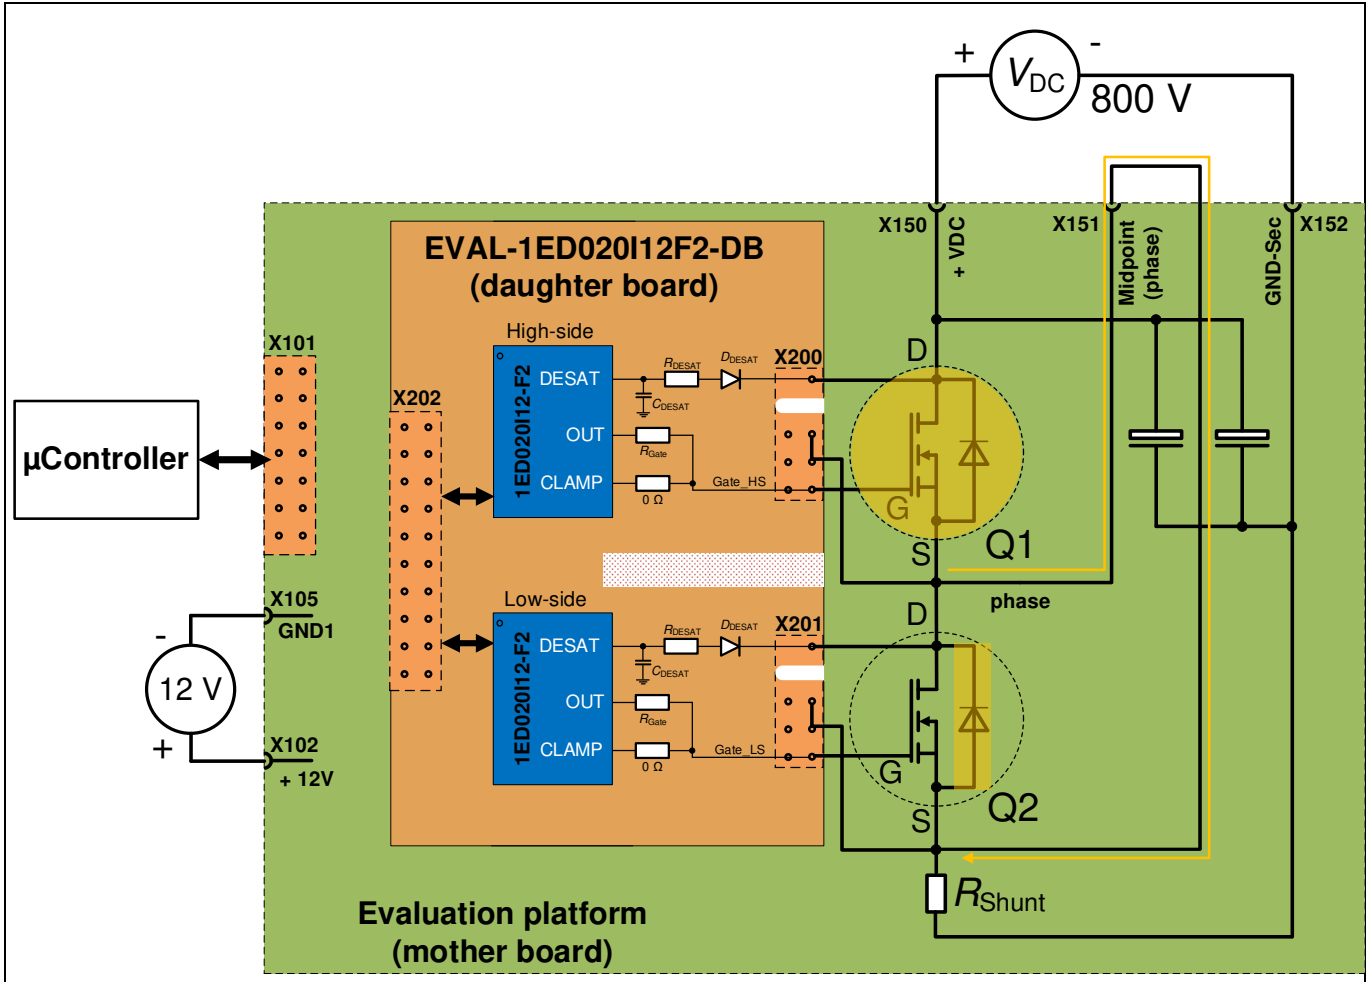 +
-
VDC
800 V
X150
+ VDC
X151
Midpoint
(phase)
GND-Sec
X152
EVAL-1ED020I12F2-DB
(daughter board)
High-side
X101
X202
1ED020I12-F2
DESAT
OUT
CLAMP
RDESAT
DDESAT
CDESAT
RGate
0 Ω
Gate_HS
X200
D
G
S
Q1
µController
phase
X105
GND1
-
12 V
+
X102
+ 12V
Low-side
1ED020I12-F2
DESAT
OUT
CLAMP
RDESAT
DDESAT
CDESAT
RGate
0 Ω
Gate_LS
X201
D
G
S
Q2
RShunt
Evaluation platform
(mother board)